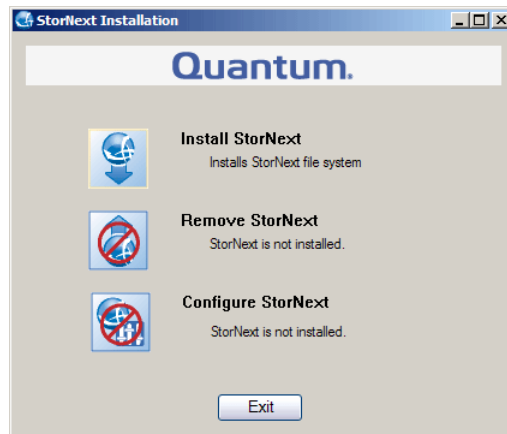 StorNext Installation
Quantum.
Install StorNext
Installs StorNext file system
Remove StorNext
StorNext is not installed.
Configure StorNext
StorNext is not installed.
Exit